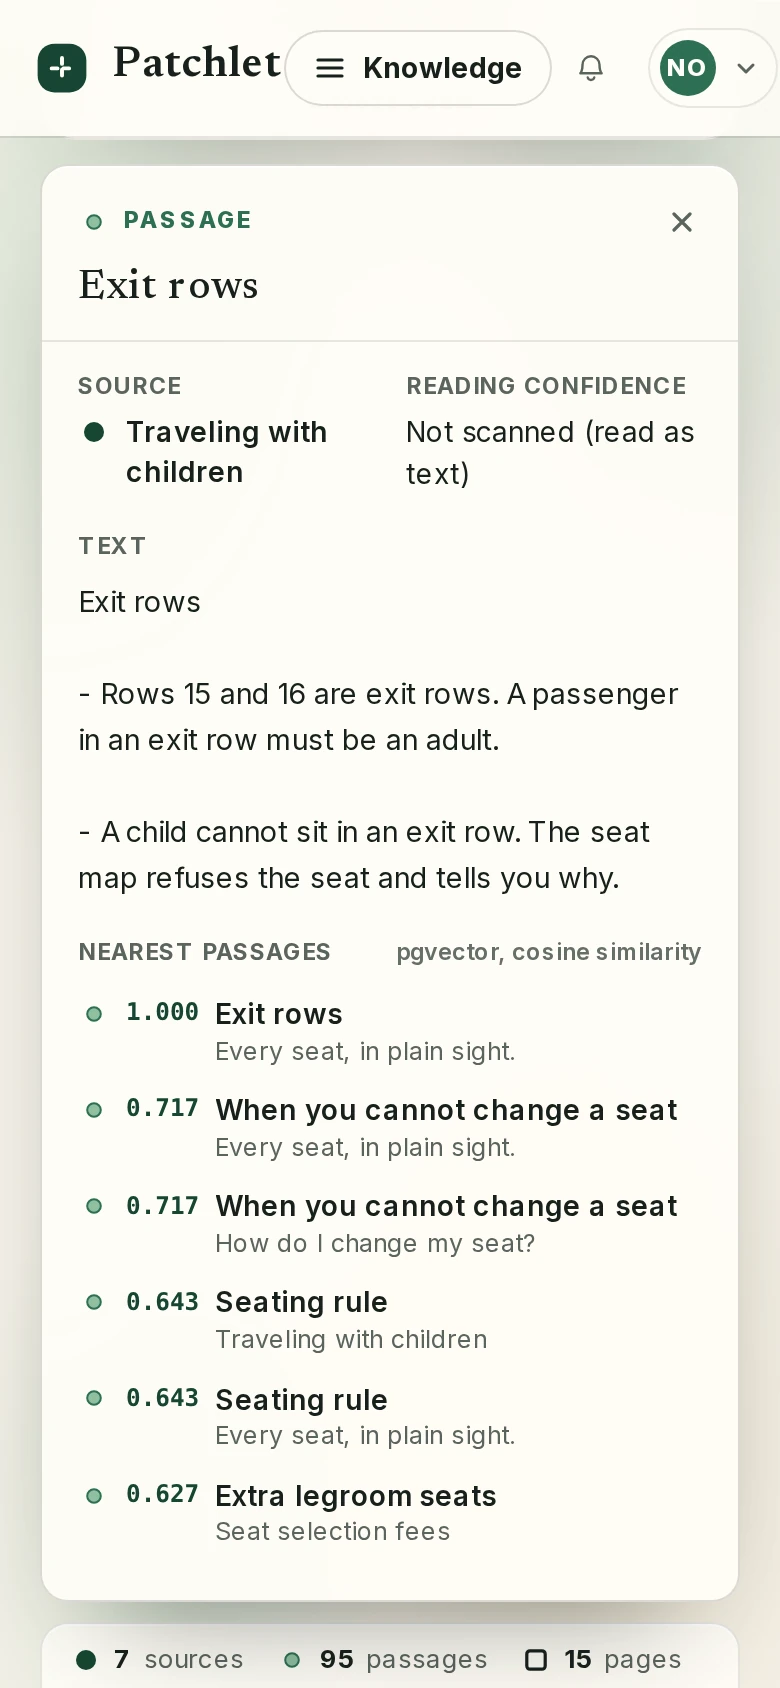 Patchlet
Knowledge
NO
PASSAGE
Exit rows
SOURCE
READING CONFIDENCE
Traveling with
children
Not scanned (read as
text)
TEXT
Exit rows
- Rows 15 and 16 are exit rows. A passenger
in an exit row must be an adult.
- A child cannot sit in an exit row. The seat
map refuses the seat and tells you why.
NEAREST PASSAGES
pgvector, cosine similarity
1.000 Exit rows
Every seat, in plain sight.
0.717 When you cannot change a seat
Every seat, in plain sight.
0.717 When you cannot change a seat
How do I change my seat?
0.643 Seating rule
Traveling with children
0.643 Seating rule
Every seat, in plain sight.
0.627 Extra legroom seats
Seat selection fees
7 sources 95 passages 15 pages